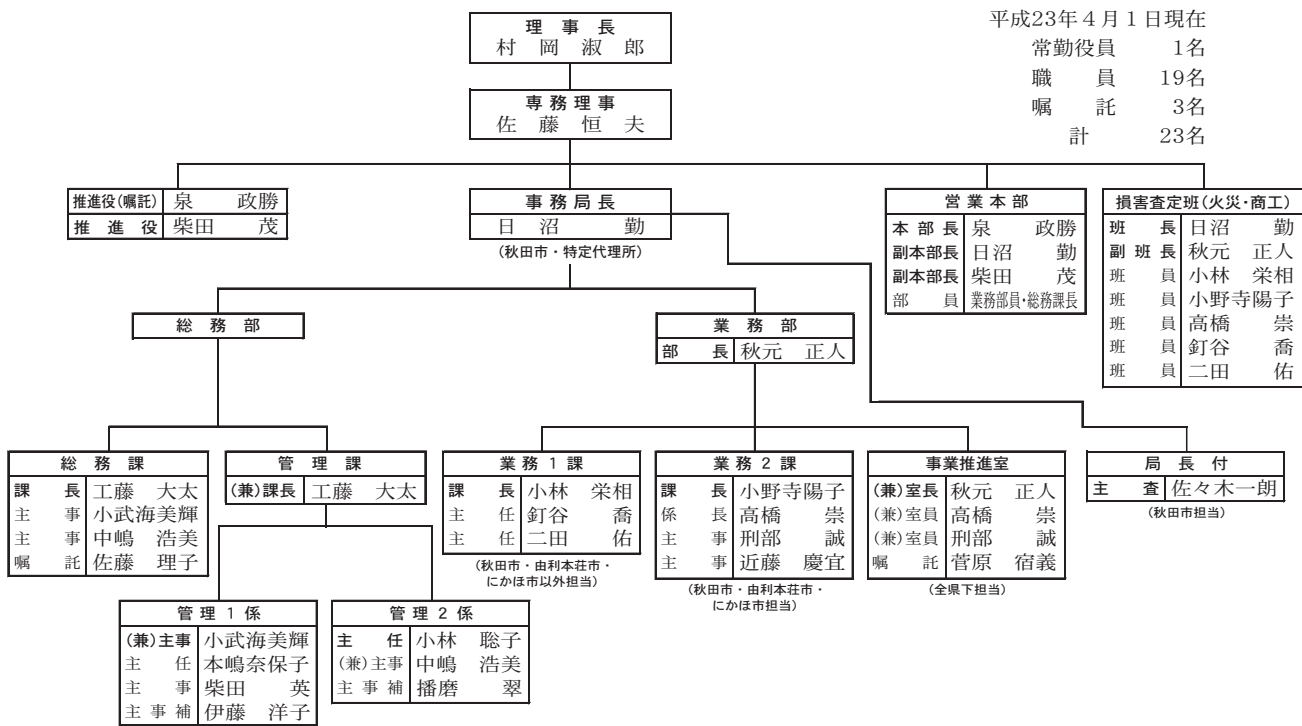 平成23年4月1日現在
常勤役員 1名
職員 19名
嘱託 3名
計 23名
理事長
村岡淑郎
専務理事
佐藤恒夫
推進役(嘱託) 泉 政勝
推進役 柴田 茂
事務局長
日沼 勤
(秋田市・特定代理所)
営業本部
本部長 泉 政勝
副本部長 日沼 勤
副本部長 柴田 茂
部員 業務部員・総務課長
損害査定班(火災・商工)
班長 日沼 勤
副班長 秋元 正人
班員 小林 栄相
班員 小野寺陽子
班員 高橋 崇
班員 釘谷 喬
班員 二田 佑
総務部
業務部
部長 秋元 正人
総務課
課長 工藤 大太
主事 小武海美輝
主事 中嶋 浩美
嘱託 佐藤 理子
管理課
(兼)課長 工藤 大太
業務1課
課長 小林 栄相
主任 釘谷 喬
主任 二田 佑
(秋田市・由利本荘市・
にかほ市以外担当)
業務2課
課長 小野寺陽子
係長 高橋 崇
主事 刑部 誠
主事 近藤 慶宜
(秋田市・由利本荘市・
にかほ市担当)
事業推進室
(兼)室長 秋元 正人
(兼)室員 高橋 崇
(兼)室員 刑部 誠
嘱託 菅原 宿義
(全県下担当)
局長付
主査 佐々木一朗
(秋田市担当)
管理1係
(兼)主事 小武海美輝
主任 本嶋奈保子
主事 柴田 英
主事補 伊藤 洋子
管理2係
主任 小林 聡子
(兼)主事 中嶋 浩美
主事補 播磨 翠